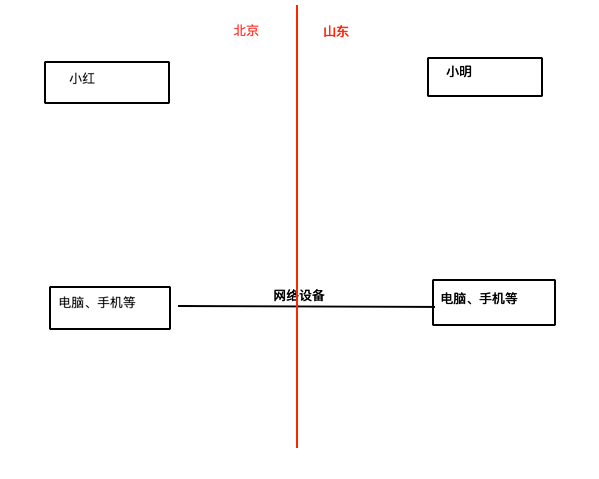 北京
山东
小红
小明
网络设备
电脑、手机等
电脑、手机等